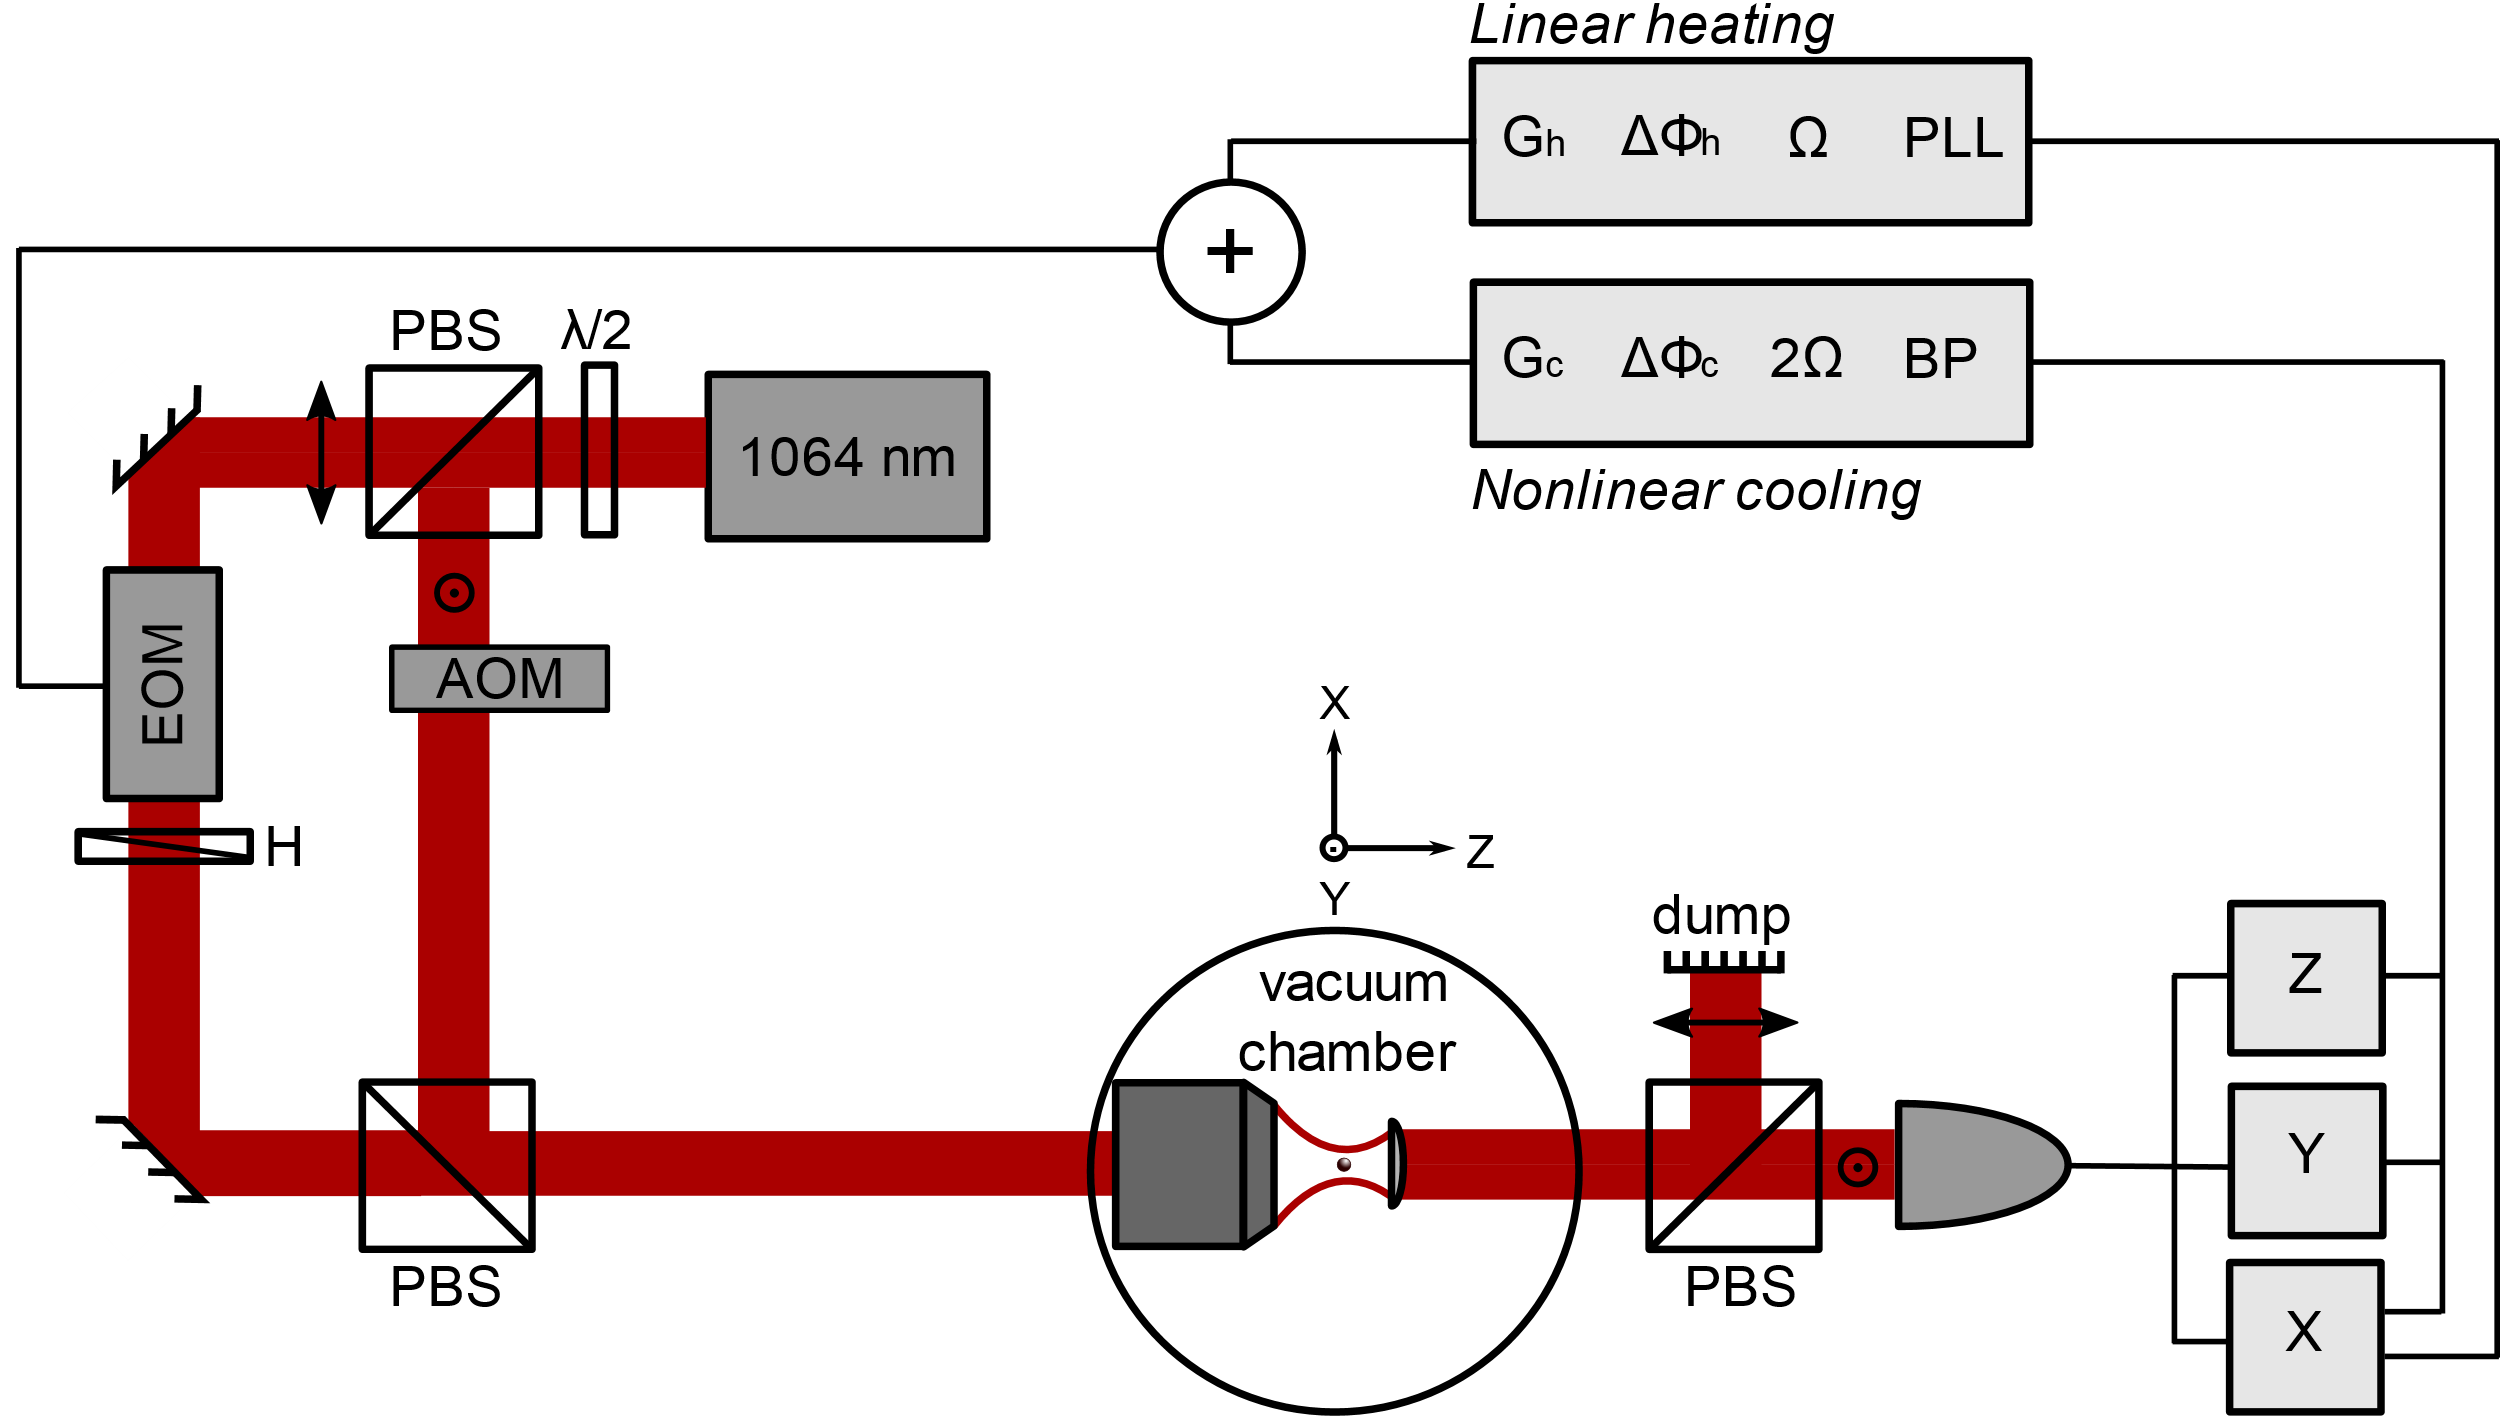 Linear heating
Gh ΔΦh Ω PLL
+
Gc ΔΦc 2Ω BP
Nonlinear cooling
PBS λ/2
1064 nm
EOM
AOM
H
X
Z
Y
dump
vacuum
chamber
Z
Y
X
PBS
PBS